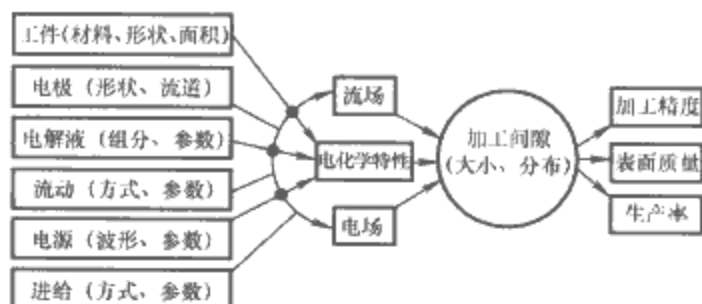 工件(材料、形状、面积)
电极(形状、流道)
电解液(组分、参数)
流动(方式、参数)
电源(波形、参数)
进给(方式、参数)
流场
电化学特性
电场
加工间隙
(大小、分布)
加工精度
表面质量
生产率